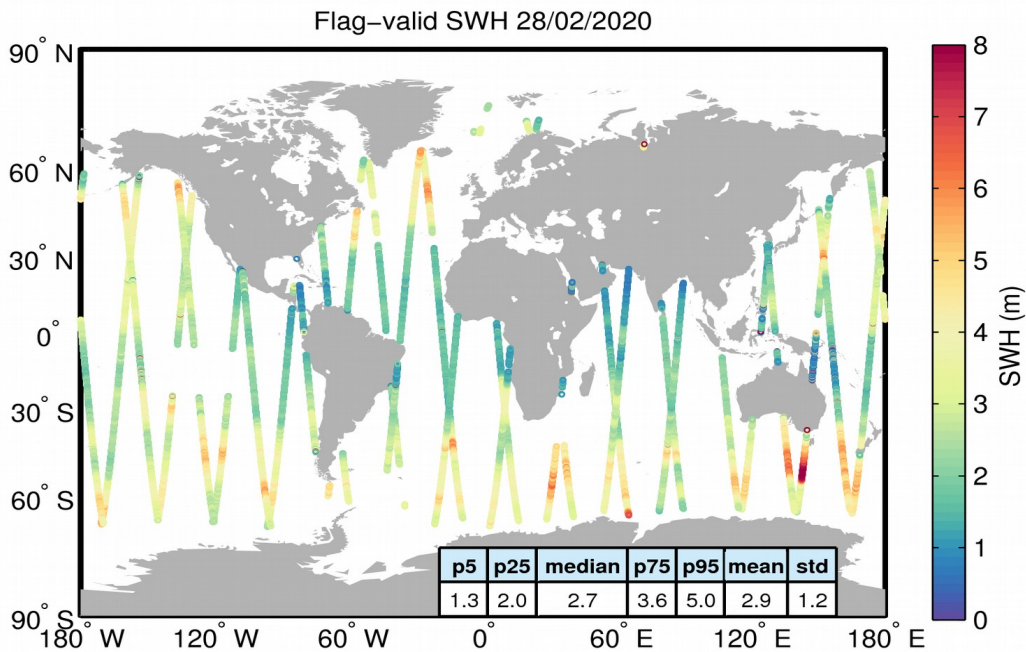 Flag−valid SWH 28/02/2020
90° N
60° N
30° N
0°
30° S
60° S
90° S
180° W
120° W
60° W
0°
60° E
120° E
180° E
p5 p25 median p75 p95 mean std
1.3 2.0 2.7 3.6 5.0 2.9 1.2
8
7
6
5
4
3
2
1
0
SWH (m)